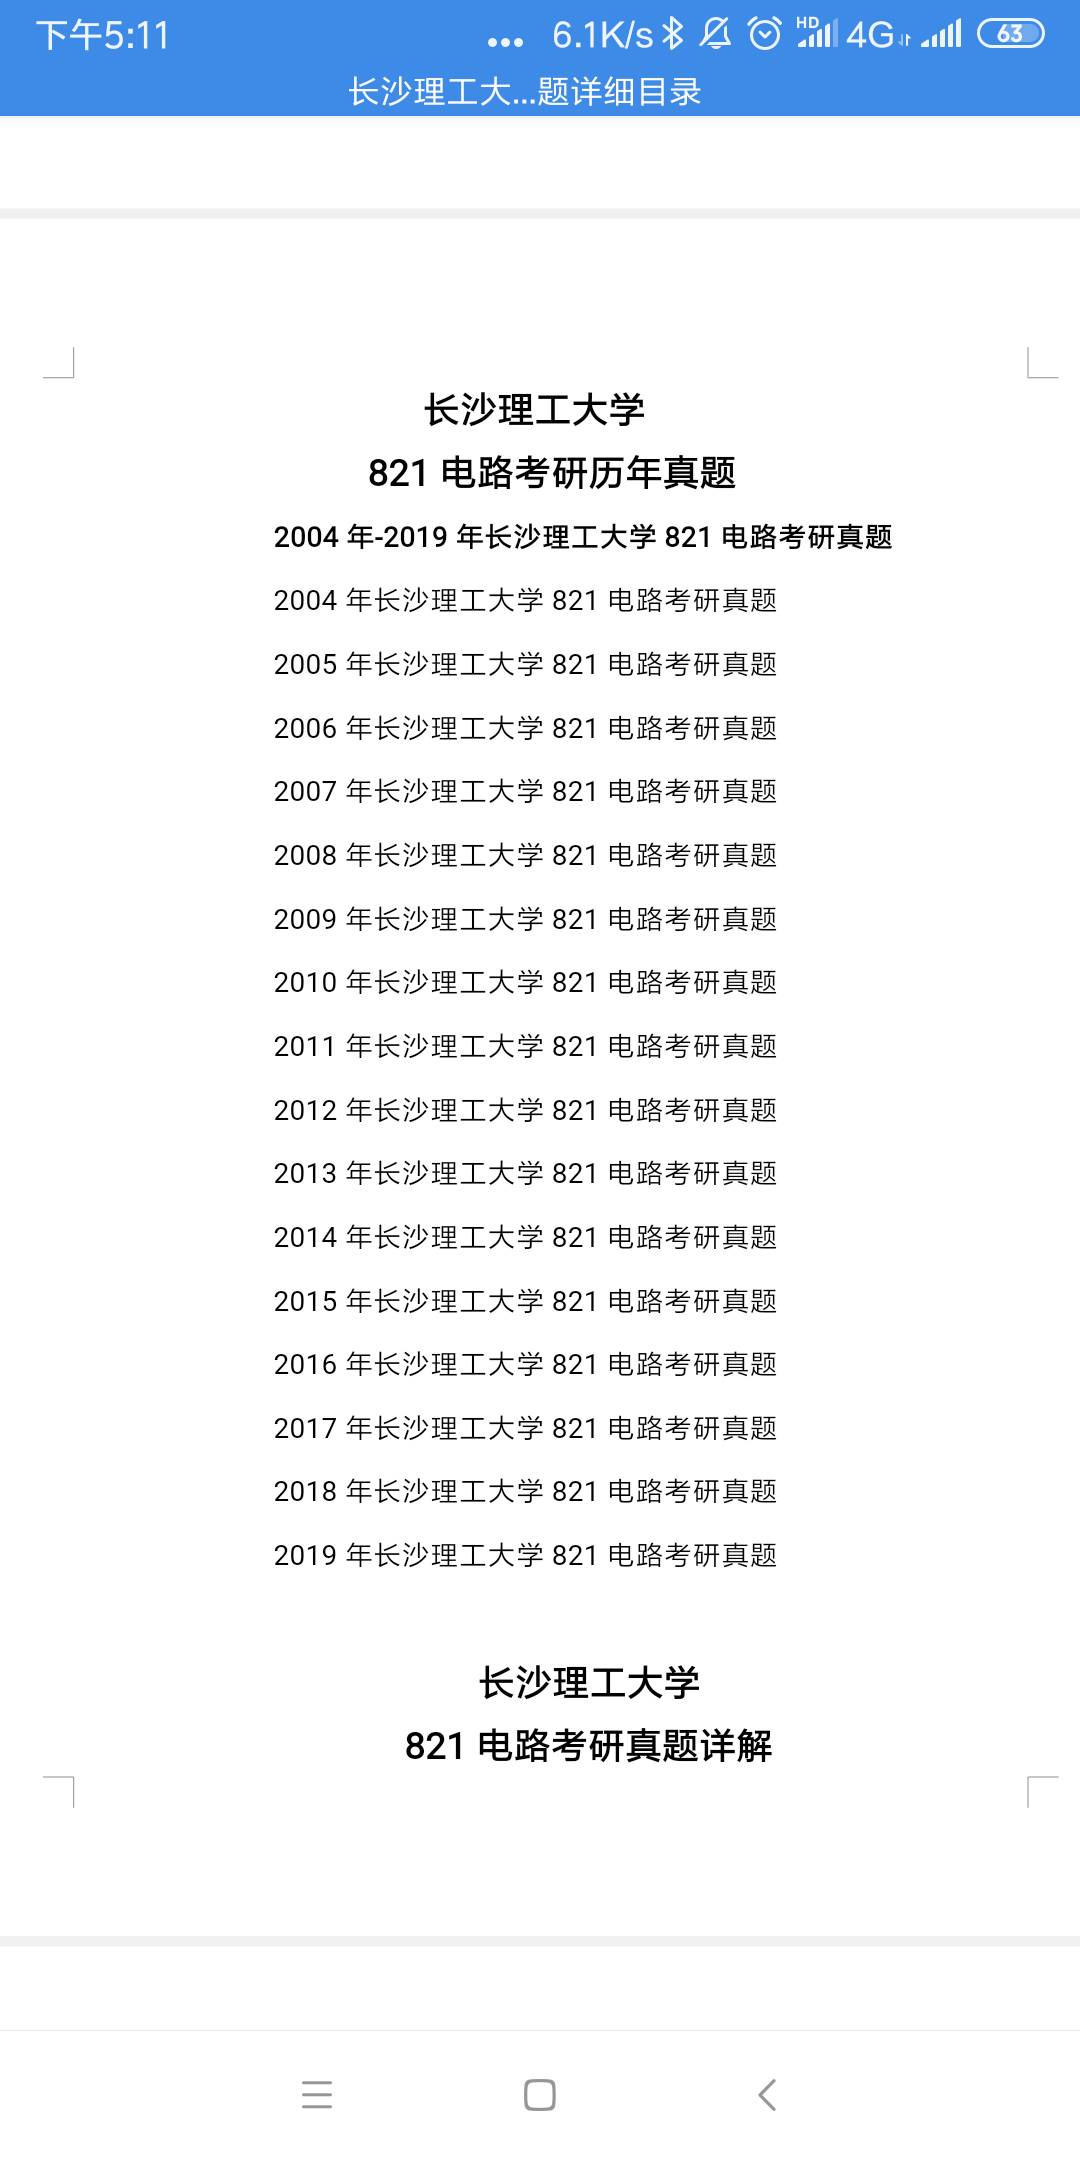 下午5:11 ... 6.1K/s HD 4G 63
长沙理工大...题详细目录
长沙理工大学
821 电路考研历年真题
2004 年-2019 年长沙理工大学 821 电路考研真题
2004 年长沙理工大学 821 电路考研真题
2005 年长沙理工大学 821 电路考研真题
2006 年长沙理工大学 821 电路考研真题
2007 年长沙理工大学 821 电路考研真题
2008 年长沙理工大学 821 电路考研真题
2009 年长沙理工大学 821 电路考研真题
2010 年长沙理工大学 821 电路考研真题
2011 年长沙理工大学 821 电路考研真题
2012 年长沙理工大学 821 电路考研真题
2013 年长沙理工大学 821 电路考研真题
2014 年长沙理工大学 821 电路考研真题
2015 年长沙理工大学 821 电路考研真题
2016 年长沙理工大学 821 电路考研真题
2017 年长沙理工大学 821 电路考研真题
2018 年长沙理工大学 821 电路考研真题
2019 年长沙理工大学 821 电路考研真题
长沙理工大学
821 电路考研真题详解